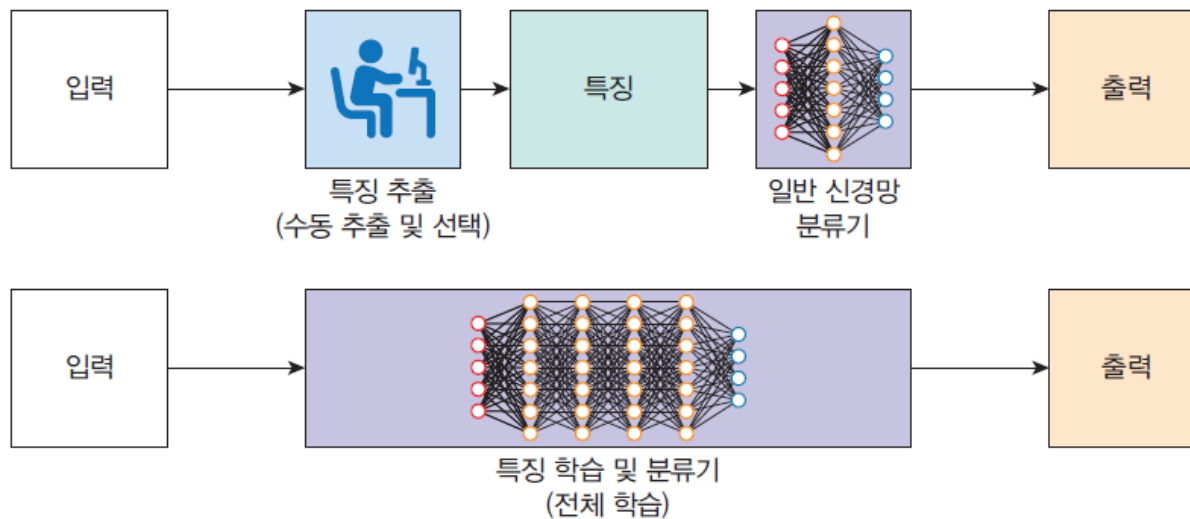 입력
특징 추출
(수동 추출 및 선택)
특징
일반 신경망
분류기
출력
입력
특징 학습 및 분류기
(전체 학습)
출력